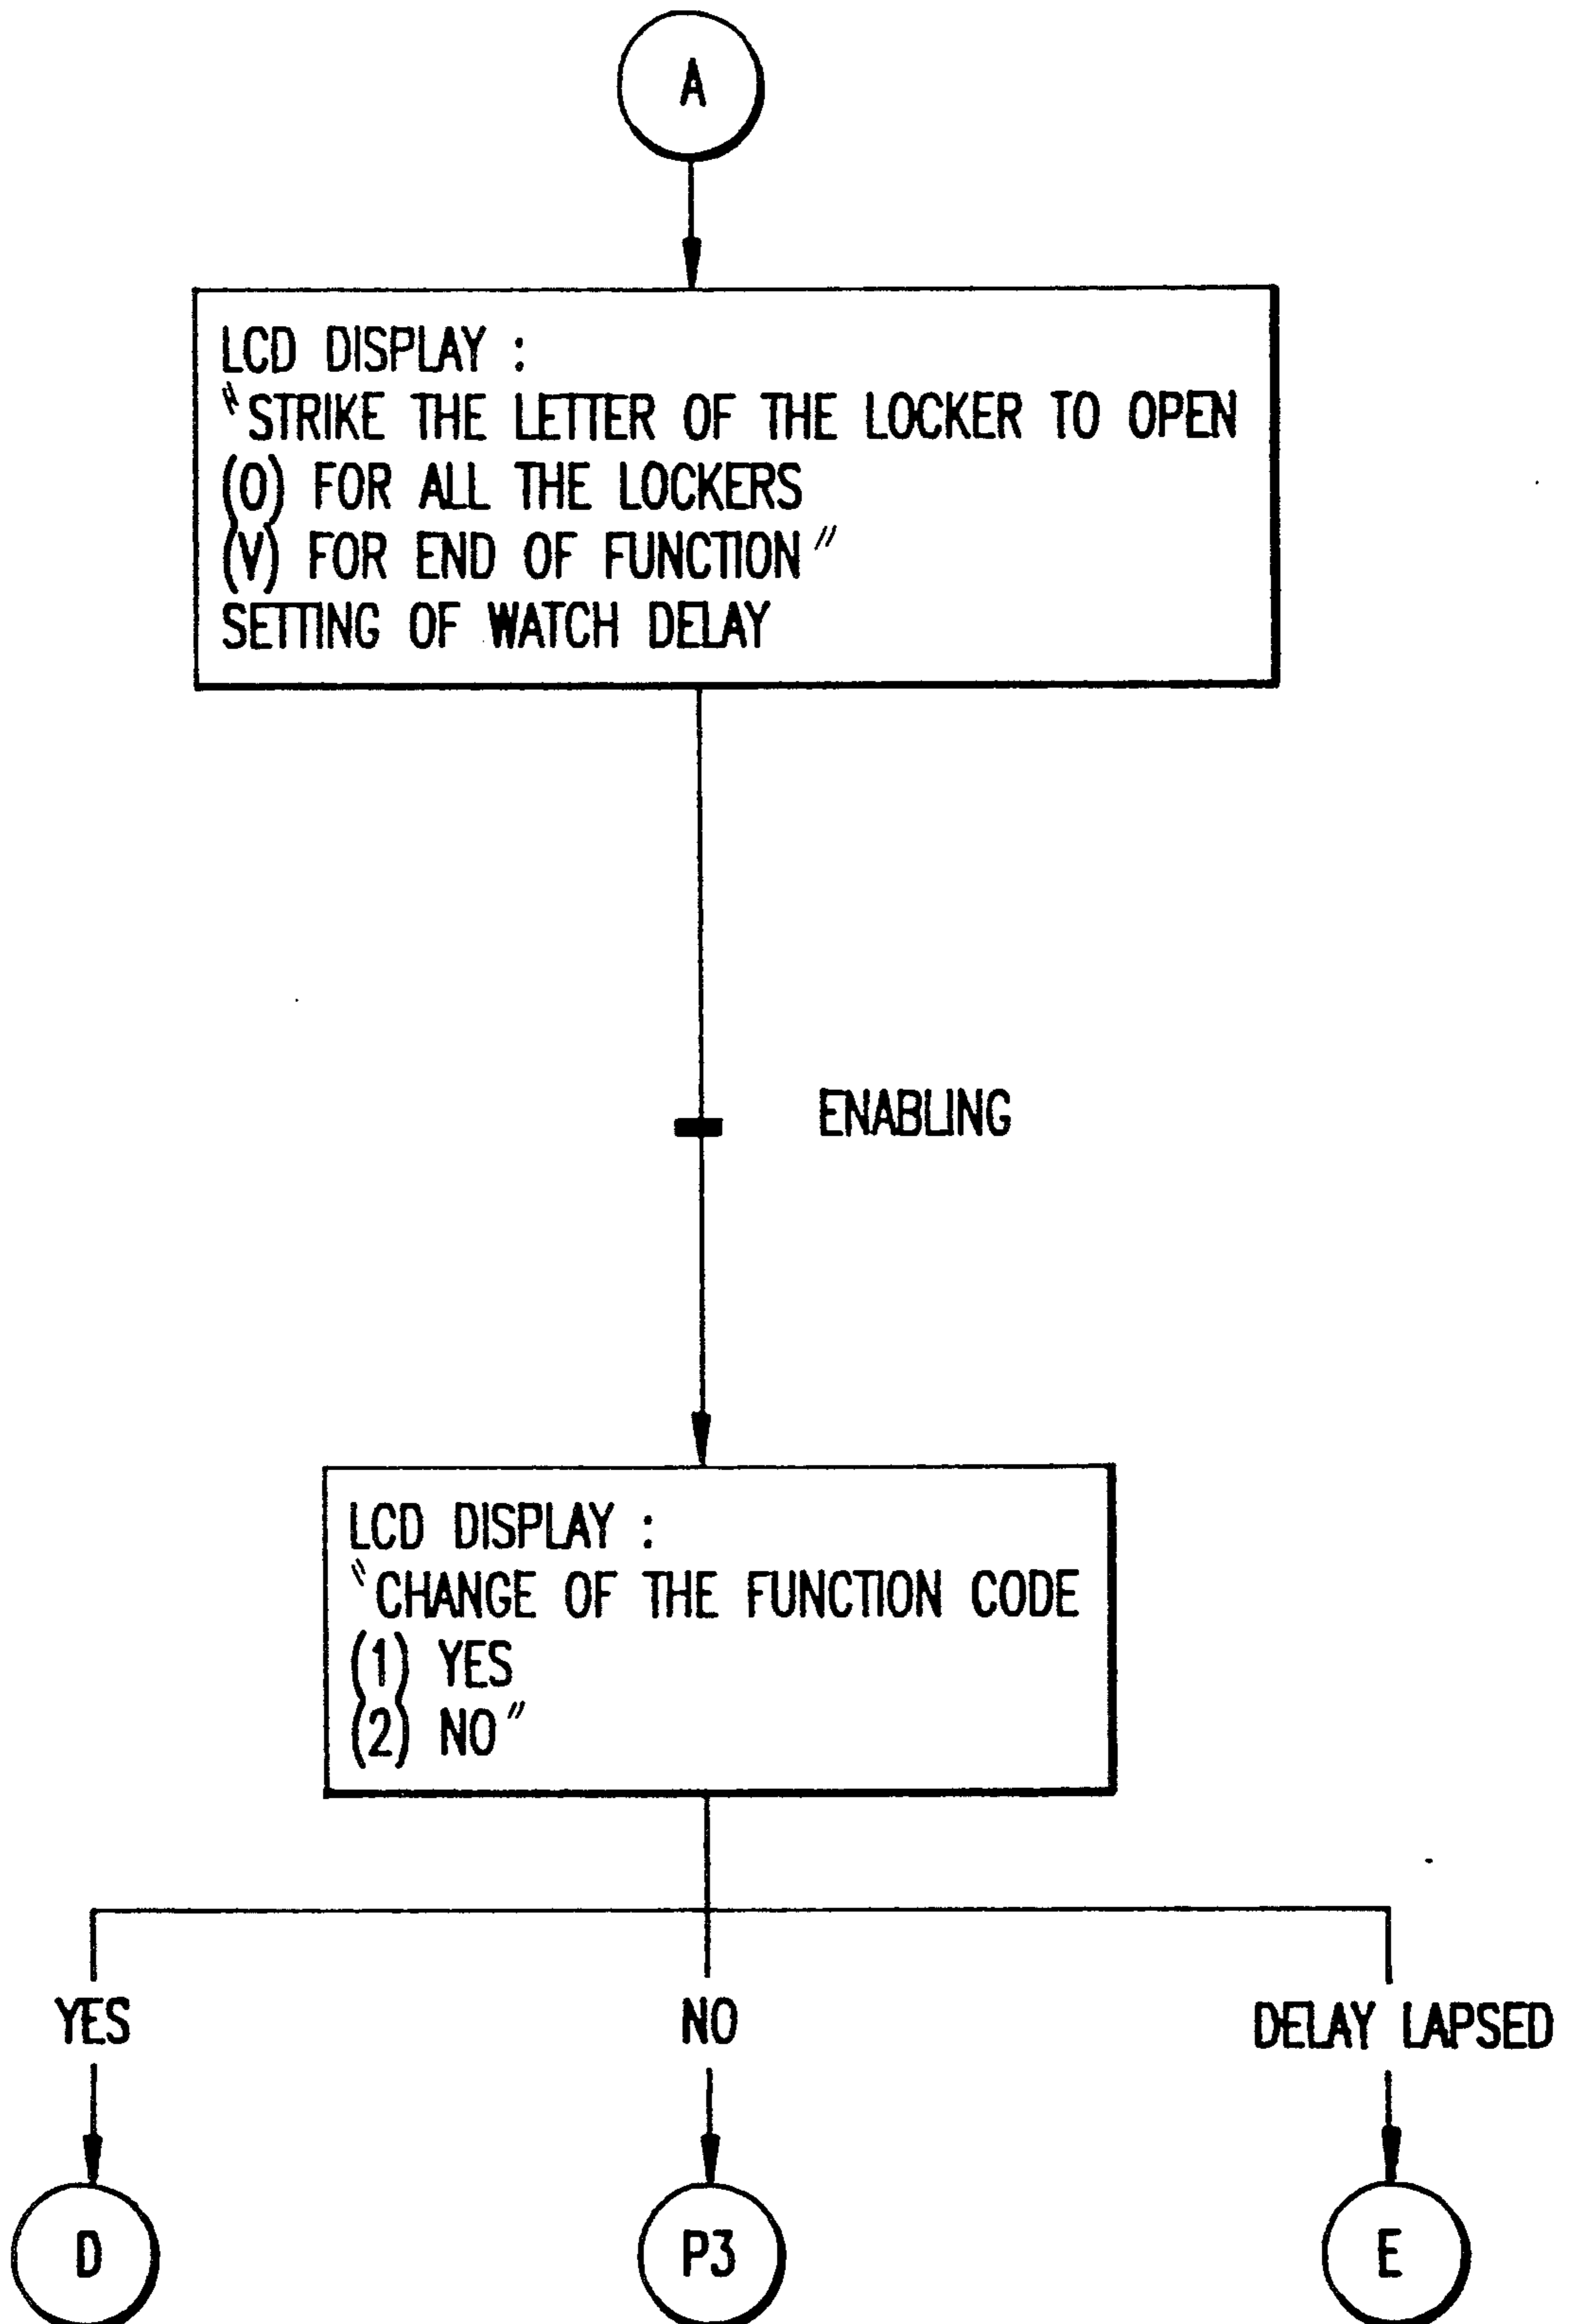 A
LCD DISPLAY :
"STRIKE THE LETTER OF THE LOCKER TO OPEN
(O) FOR ALL THE LOCKERS
(V) FOR END OF FUNCTION"
SETTING OF WATCH DELAY
ENABLING
LCD DISPLAY :
"CHANGE OF THE FUNCTION CODE
(1) YES
(2) NO"
YES
NO
DELAY LAPSED
D
P3
E